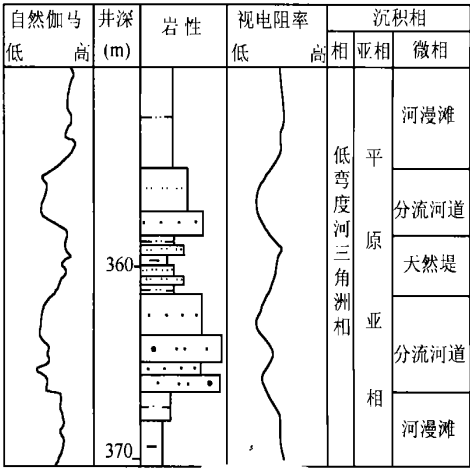 自然伽马 井深 岩性 视电阻率 沉积相
低 高 (m) 低 高 相 亚相 微相
河漫滩
分流河道
360
天然堤
分流河道
河漫滩
370
低弯度河三角洲相
平原亚相